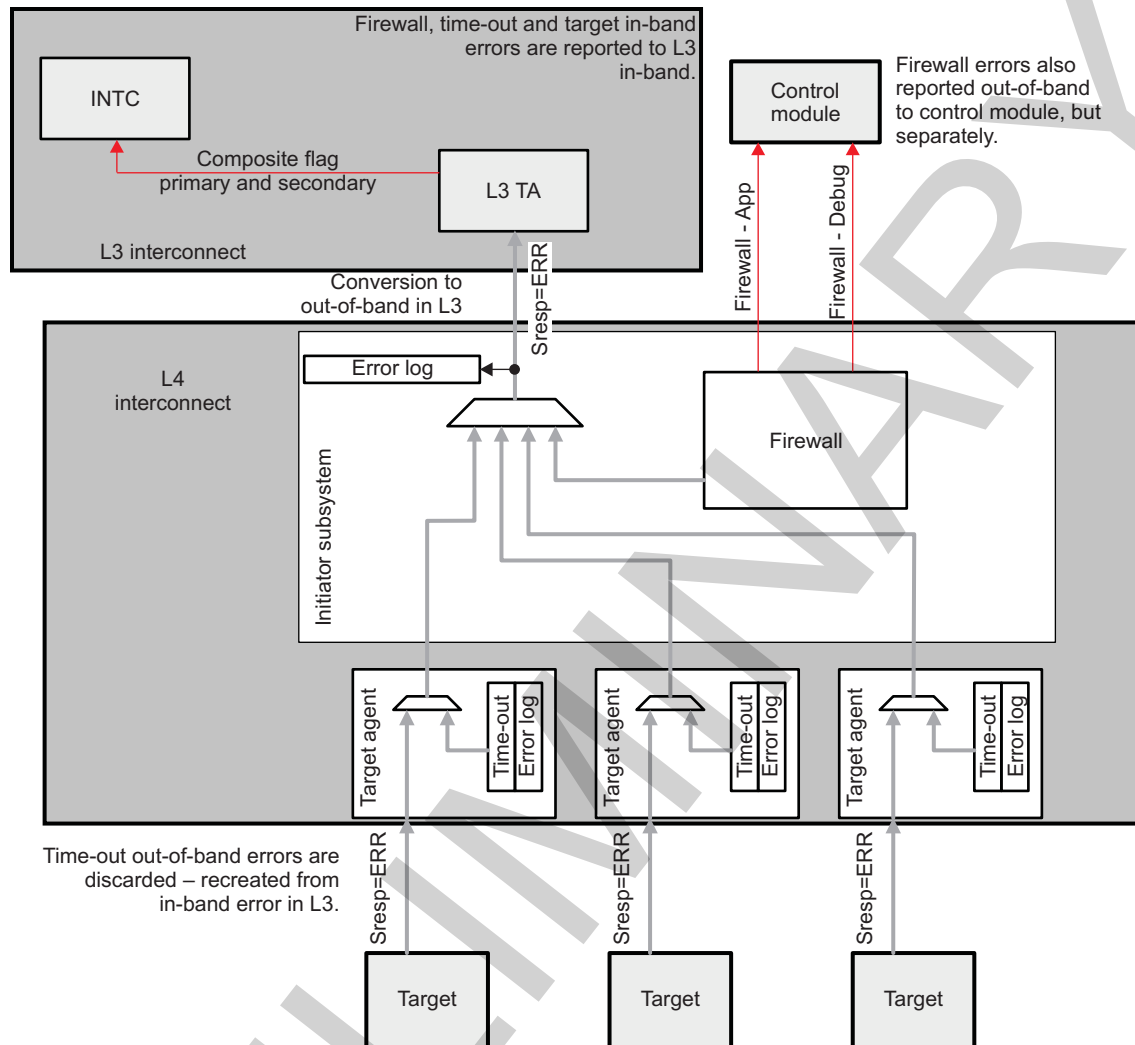 Firewall, time-out and target in-band
errors are reported to L3
in-band.
INTC
Composite flag
primary and secondary
L3 TA
L3 interconnect
Control
module
Firewall errors also
reported out-of-band
to control module, but
separately.
Firewall - App
Firewall - Debug
Conversion to
out-of-band in L3
Sresp=ERR
L4
interconnect
Error log
Firewall
Initiator subsystem
Target agent
Time-out
Error log
Target agent
Time-out
Error log
Target agent
Time-out
Error log
Time-out out-of-band errors are
discarded – recreated from
in-band error in L3.
Sresp=ERR
Sresp=ERR
Sresp=ERR
Target
Target
Target